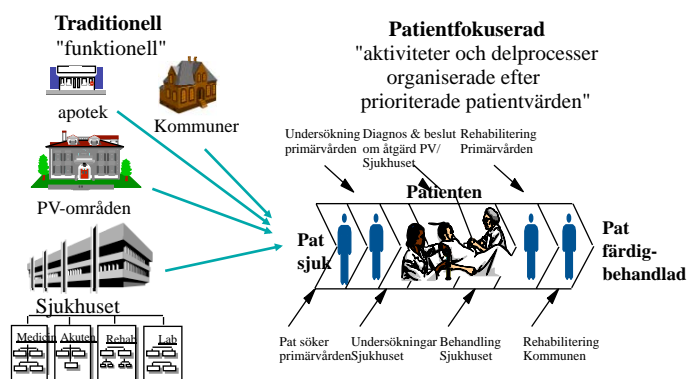 Traditionell
"funktionell"
apotek
Kommuner
PV-områden
Sjukhuset
Medicin Akuten Rehab Lab
Patientfokuserad
"aktiviteter och delprocesser
organiserade efter
prioriterade patientvärden"
Undersökning
primärvården
Diagnos & beslut
om åtgärd PV/
Sjukhuset
Rehabilitering
Primärvården
Patienten
Pat
sjuk
Pat
färdig-
behandlad
Pat söker
primärvården
Undersökningar
Sjukhuset
Behandling
Sjukhuset
Rehabilitering
Kommunen